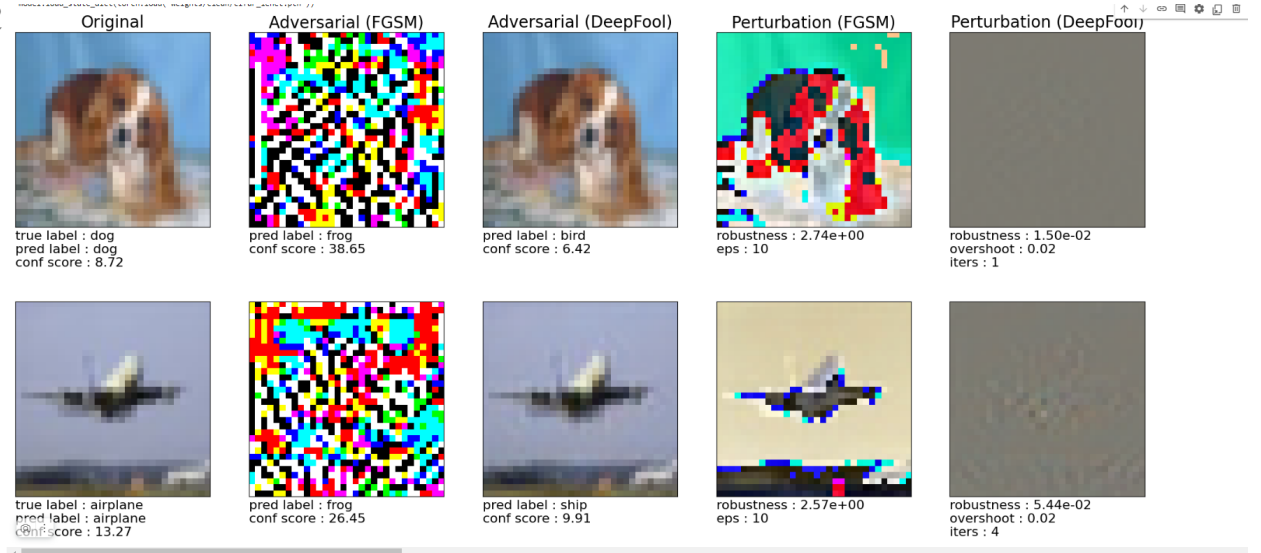 Original
Adversarial (FGSM)
Adversarial (DeepFool)
Perturbation (FGSM)
Perturbation (DeepFool)
true label : dog
pred label : dog
conf score : 8.72
pred label : frog
conf score : 38.65
pred label : bird
conf score : 6.42
robustness : 2.74e+00
eps : 10
robustness : 1.50e-02
overshoot : 0.02
iters : 1
true label : airplane
pred label : airplane
conf score : 13.27
pred label : frog
conf score : 26.45
pred label : ship
conf score : 9.91
robustness : 2.57e+00
eps : 10
robustness : 5.44e-02
overshoot : 0.02
iters : 4